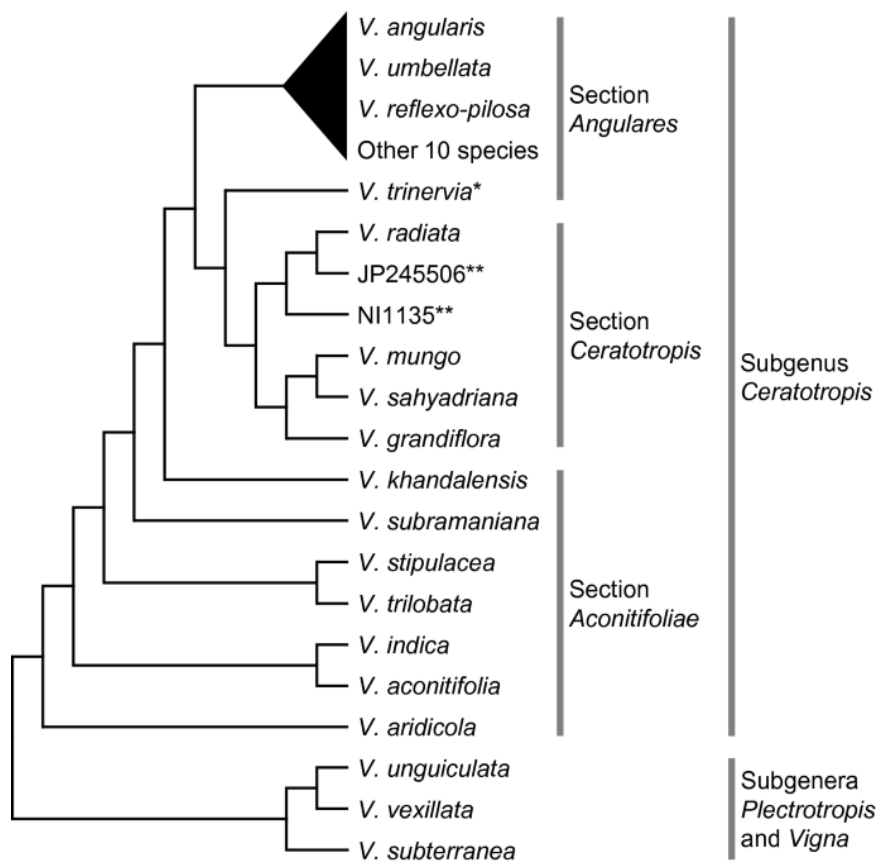 V. angularis
V. umbellata
V. reflexo-pilosa
Other 10 species
V. trinervia*
Section
Angulares
V. radiata
JP245506**
NI1135**
V. mungo
V. sahyadriana
V. grandiflora
Section
Ceratotropis
V. khandalensis
V. subramaniana
V. stipulacea
V. trilobata
V. indica
V. aconitifolia
V. aridicola
Section
Aconitifoliae
Subgenus
Ceratotropis
V. unguiculata
V. vexillata
V. subterranea
Subgenera
Plectrotropis
and Vigna